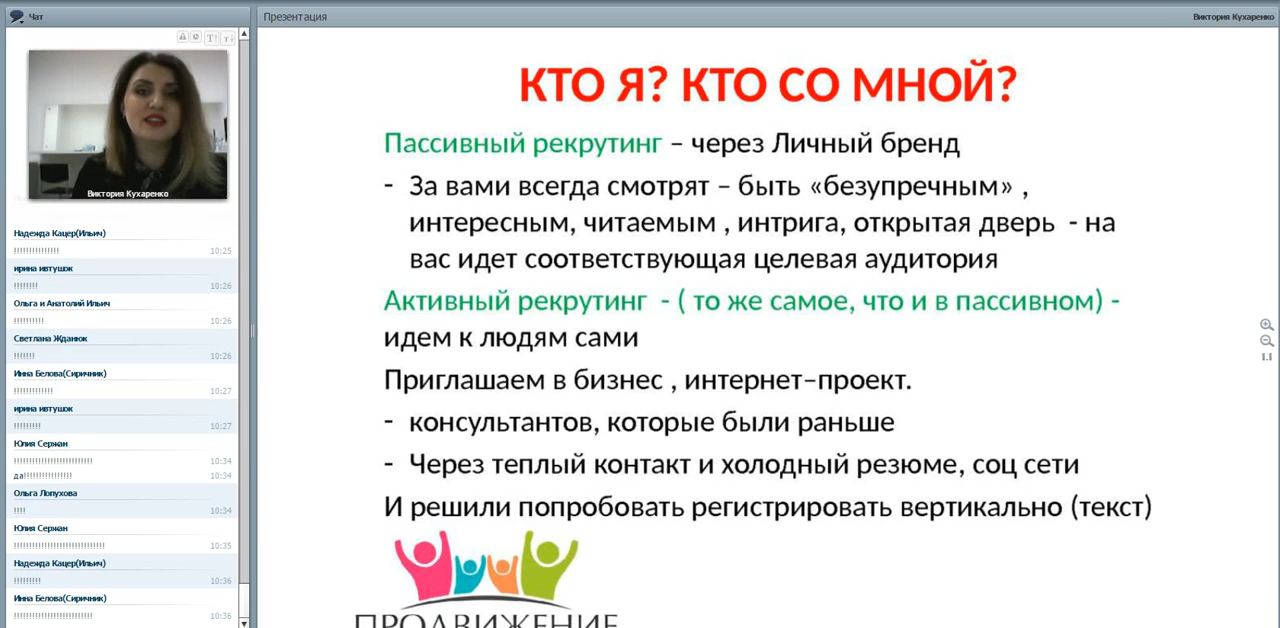 Чат
Виктория Кухаренко
Надежда Кацер(Ильич)
!!!!!!!!!!!!!!! 10:25
ирина ивтушок
!!!!!!!! 10:26
Ольга и Анатолий Ильич
!!!!!!!!!! 10:26
Светлана Жданюк
!!!!!!! 10:26
Инна Белова(Сиричник)
!!!!!!!!!!!!! 10:27
ирина ивтушок
!!!!!!!!! 10:27
Юлия Сержан
!!!!!!!!!!!!!!!!!!!!!!!!!! 10:34
да!!!!!!!!!!!!!!!! 10:34
Ольга Лопухова
!!!! 10:34
Юлия Сержан
!!!!!!!!!!!!!!!!!!!!!!!!!!!!!! 10:35
Надежда Кацер(Ильич)
!!!!!!!!! 10:36
Инна Белова(Сиричник)
!!!!!!!!!!!!!!!!!!!!!!!!!! 10:36
Презентация
Виктория Кухаренко
КТО Я? КТО СО МНОЙ?
Пассивный рекрутинг – через Личный бренд
- За вами всегда смотрят – быть «безупречным» ,
интересным, читаемым , интрига, открытая дверь - на
вас идет соответствующая целевая аудитория
Активный рекрутинг - ( то же самое, что и в пассивном) -
идем к людям сами
Приглашаем в бизнес , интернет–проект.
- консультантов, которые были раньше
- Через теплый контакт и холодный резюме, соц сети
И решили попробовать регистрировать вертикально (текст)
ПРОДВИЖЕНИЕ
1:1